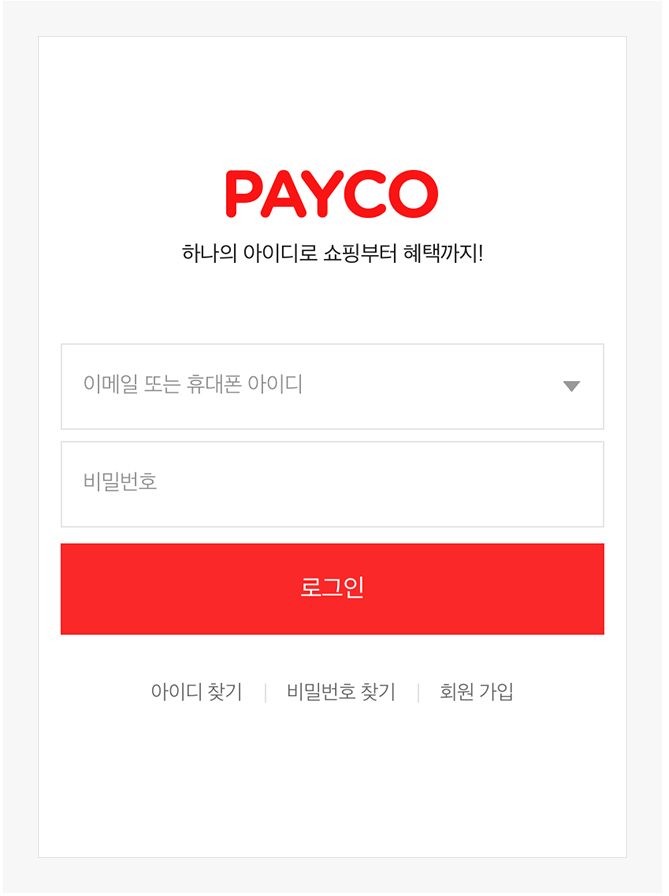 PAYCO
하나의 아이디로 쇼핑부터 혜택까지!
이메일 또는 휴대폰 아이디
비밀번호
로그인
아이디 찾기 | 비밀번호 찾기 | 회원 가입